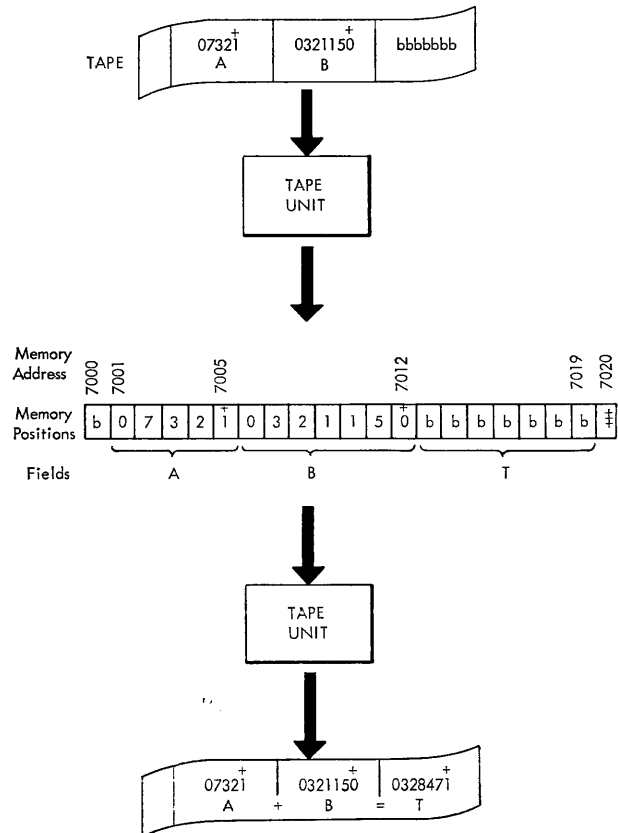 + +
07321 0321150 bbbbbbb
TAPE A B
TAPE
UNIT
Memory
Address
7000 7001 7005 7012 7019 7020
+ +
Memory
Positions
b 0 7 3 2 1 0 3 2 1 1 5 0 b b b b b b b ‡
Fields A B T
TAPE
UNIT
+ + +
07321 0321150 0328471
A + B = T